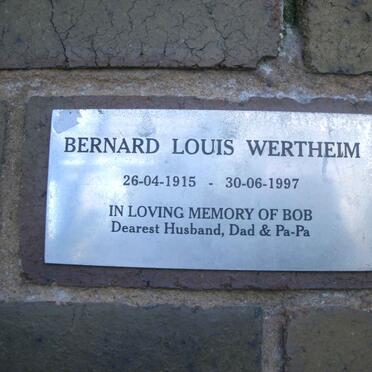 BERNARD LOUIS WERTHEIM
26-04-1915 - 30-06-1997
IN LOVING MEMORY OF BOB
Dearest Husband, Dad & Pa-Pa